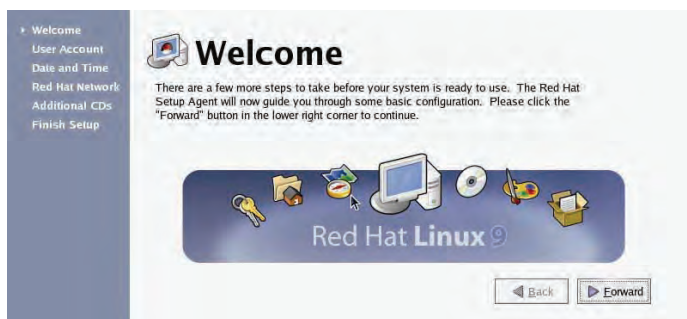 Welcome
User Account
Date and Time
Red Hat Network
Additional CDs
Finish Setup
Welcome
There are a few more steps to take before your system is ready to use. The Red Hat
Setup Agent will now guide you through some basic configuration. Please click the
"Forward" button in the lower right corner to continue.
Red Hat Linux 9
Back
Forward